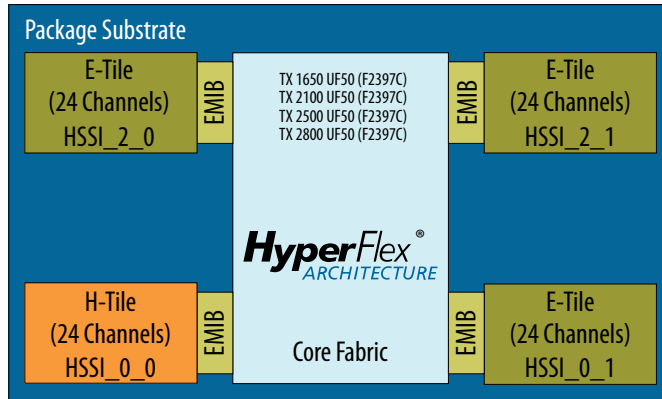 Package Substrate
E-Tile
(24 Channels)
HSSI_2_0
EMIB
TX 1650 UF50 (F2397C)
TX 2100 UF50 (F2397C)
TX 2500 UF50 (F2397C)
TX 2800 UF50 (F2397C)
EMIB
E-Tile
(24 Channels)
HSSI_2_1
HyperFlex®
ARCHITECTURE
H-Tile
(24 Channels)
HSSI_0_0
EMIB
Core Fabric
EMIB
E-Tile
(24 Channels)
HSSI_0_1